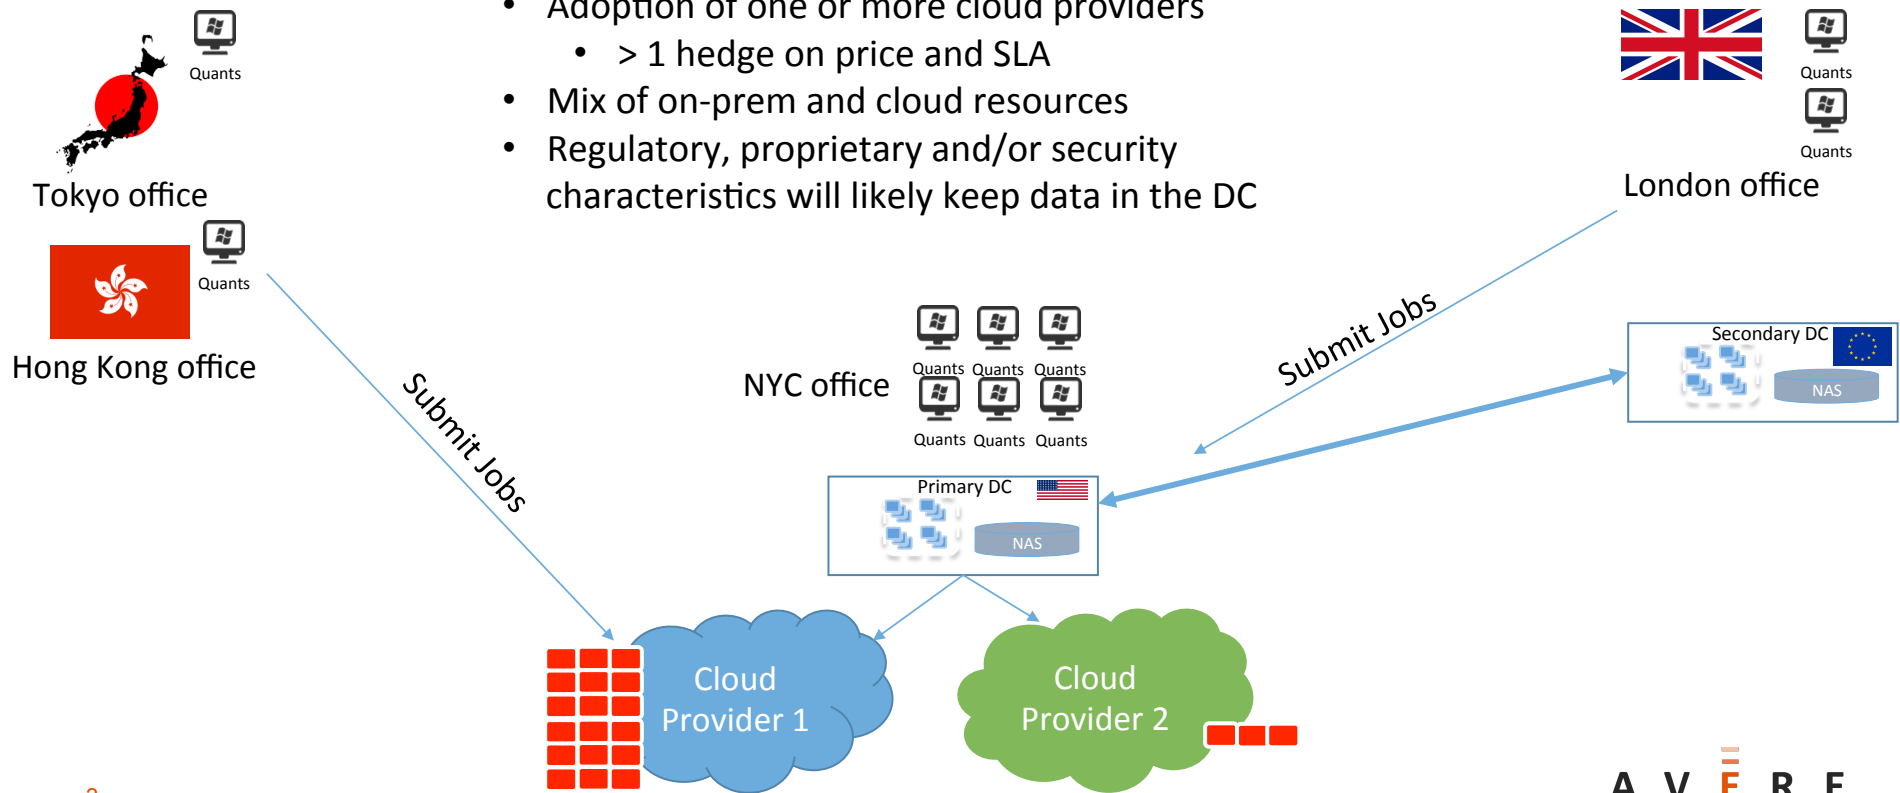 • Adoption of one or more cloud providers
• > 1 hedge on price and SLA
• Mix of on-prem and cloud resources
• Regulatory, proprietary and/or security
characteristics will likely keep data in the DC
Quants
Tokyo office
Quants
Hong Kong office
Submit Jobs
Quants
Quants
London office
Submit Jobs
NYC office
Quants Quants Quants
Quants Quants Quants
Secondary DC
NAS
Primary DC
NAS
Cloud
Provider 1
Cloud
Provider 2
AVERE